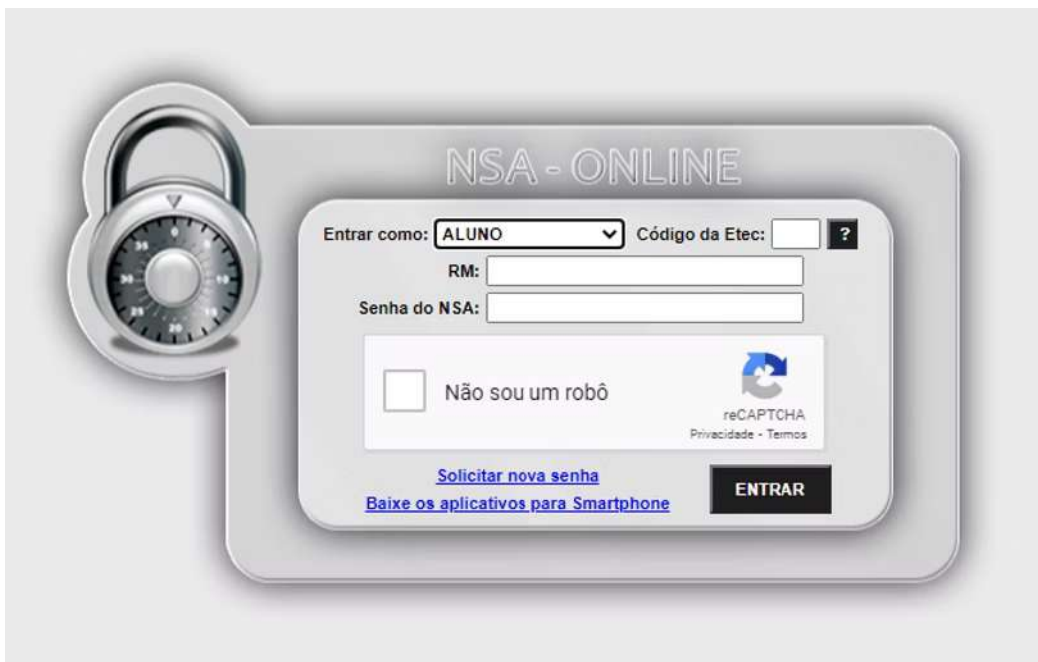 NSA - ONLINE
Entrar como: ALUNO Código da Etec: ?
RM:
Senha do NSA:
Não sou um robô
reCAPTCHA
Privacidade - Termos
Solicitar nova senha
Baixe os aplicativos para Smartphone
ENTRAR